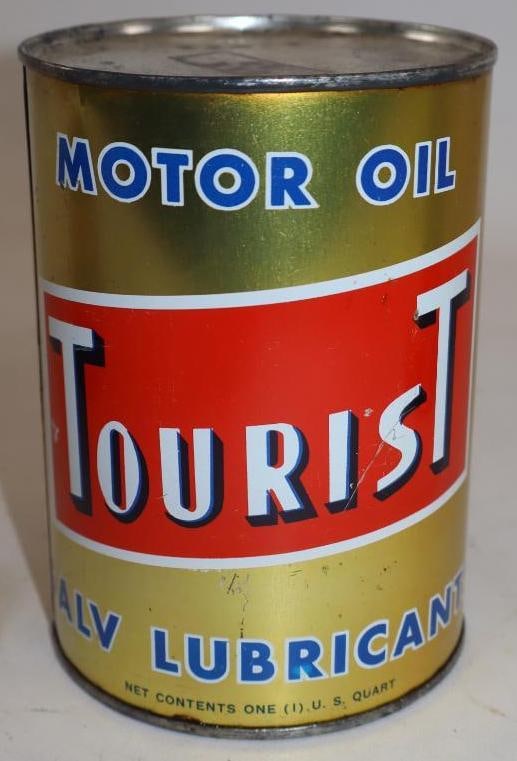 MOTOR OIL
TOURIST
ALV LUBRICANT
NET CONTENTS ONE (1) U. S. QUART